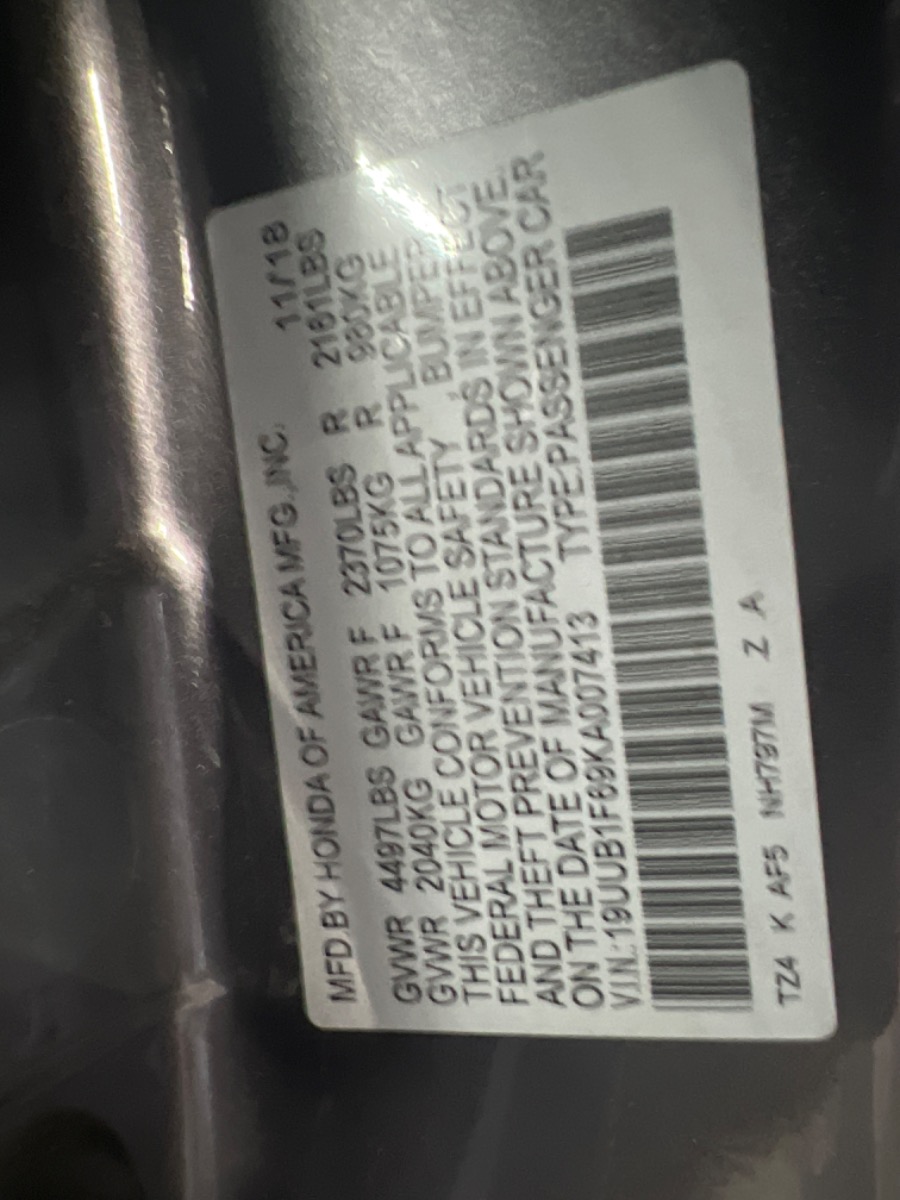 MFD.BY HONDA OF AMERICA MFG.,INC. 11/18
GVWR 4497LBS GAWR F 2370LBS R 2161LBS
GVWR 2040KG GAWR F 1075KG R 980KG
THIS VEHICLE CONFORMS TO ALL APPLICABLE
FEDERAL MOTOR VEHICLE SAFETY BUMPER
AND THEFT PREVENTION STANDARDS IN EFFECT
ON THE DATE OF MANUFACTURE SHOWN ABOVE.
V.I.N.:19UUB1F69KA007413 TYPE:PASSENGER CAR
TZ4 K AF5 NH797M Z A